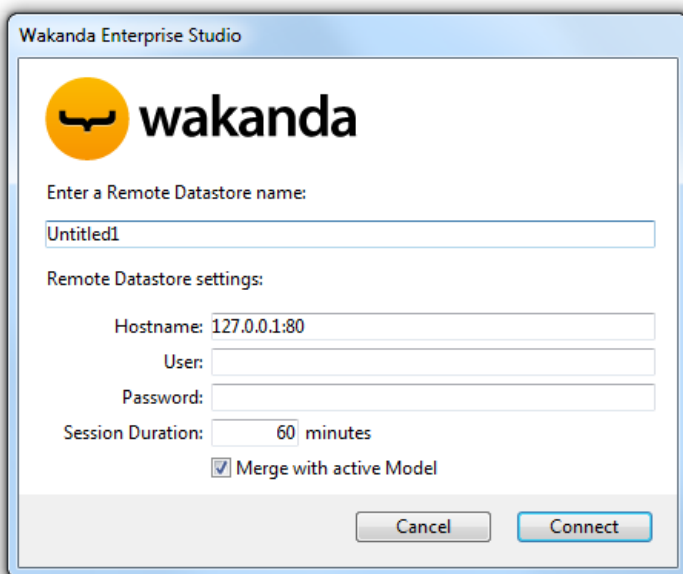 Wakanda Enterprise Studio
wakanda
Enter a Remote Datastore name:
Untitled1
Remote Datastore settings:
Hostname: 127.0.0.1:80
User:
Password:
Session Duration: 60 minutes
Merge with active Model
Cancel Connect